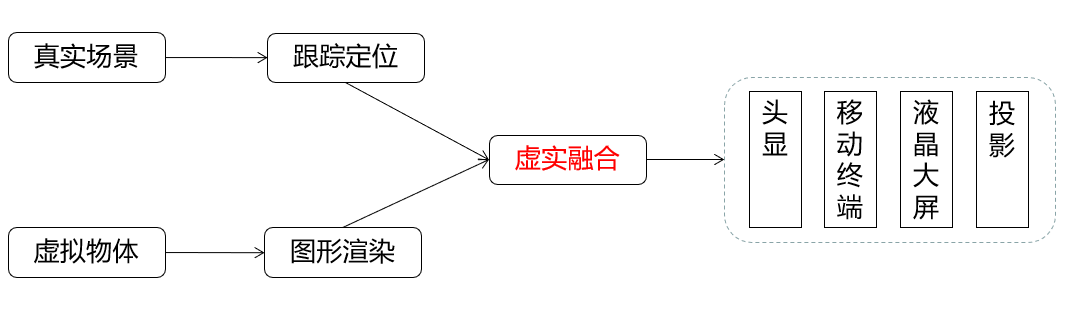 真实场景
跟踪定位
虚拟物体
图形渲染
虚实融合
头显
移动终端
液晶大屏
投影